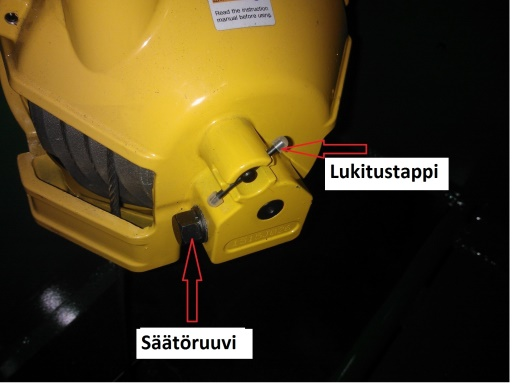 Read the instruction
manual before using.
Lukitustappi
Säätöruuvi